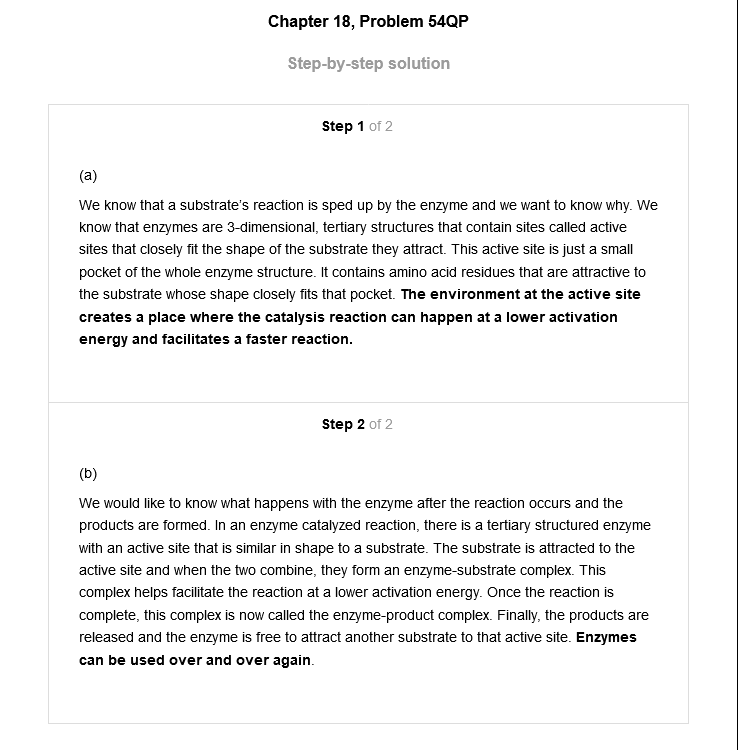 Chapter 18, Problem 54QP
Step-by-step solution
Step 1 of 2
(a)
We know that a substrate's reaction is sped up by the enzyme and we want to know why. We
know that enzymes are 3-dimensional, tertiary structures that contain sites called active
sites that closely fit the shape of the substrate they attract. This active site is just a small
pocket of the whole enzyme structure. It contains amino acid residues that are attractive to
the substrate whose shape closely fits that pocket. The environment at the active site
creates a place where the catalysis reaction can happen at a lower activation
energy and facilitates a faster reaction.
Step 2 of 2
(b)
We would like to know what happens with the enzyme after the reaction occurs and the
products are formed. In an enzyme catalyzed reaction, there is a tertiary structured enzyme
with an active site that is similar in shape to a substrate. The substrate is attracted to the
active site and when the two combine, they form an enzyme-substrate complex. This
complex helps facilitate the reaction at a lower activation energy. Once the reaction is
complete, this complex is now called the enzyme-product complex. Finally, the products are
released and the enzyme is free to attract another substrate to that active site. Enzymes
can be used over and over again.